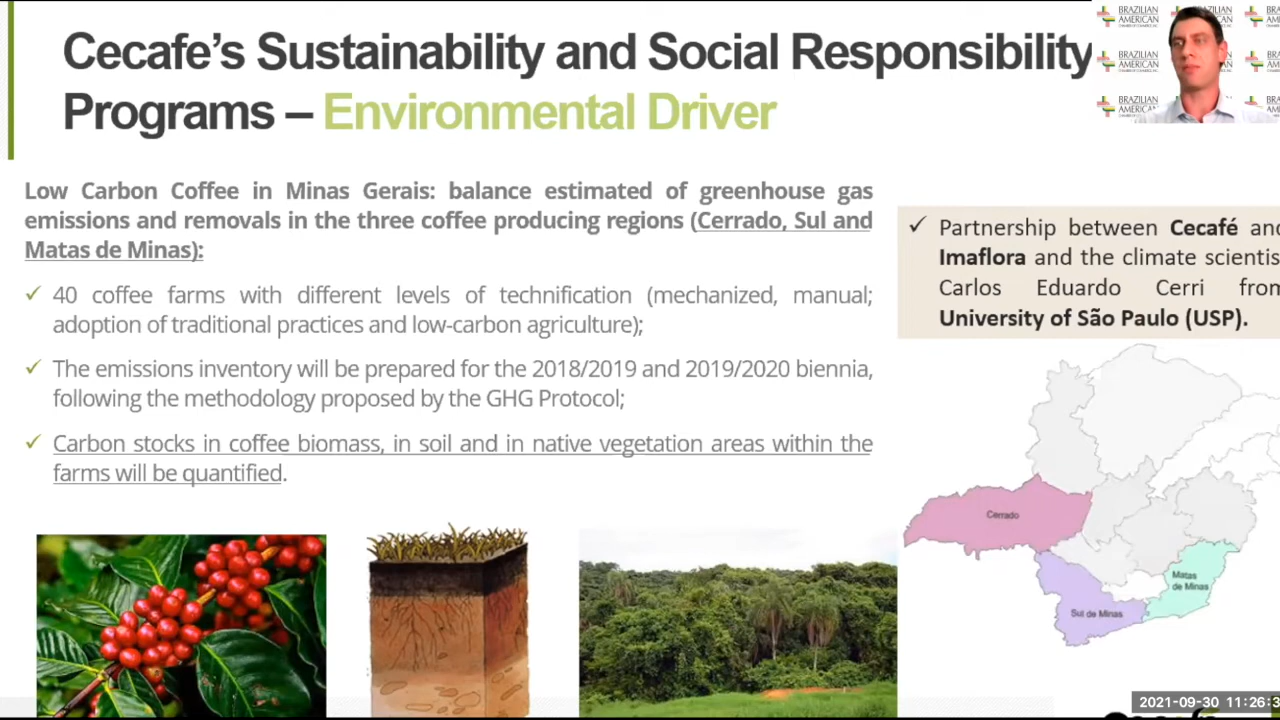 Cecafe’s Sustainability and Social Responsibility
Programs – Environmental Driver
BRAZILIAN
AMERICAN
BRAZILIAN
AMERICAN
BRAZILIAN
AMERICAN
Low Carbon Coffee in Minas Gerais: balance estimated of greenhouse gas
emissions and removals in the three coffee producing regions (Cerrado, Sul and
Matas de Minas):
✓ 40 coffee farms with different levels of technification (mechanized, manual;
adoption of traditional practices and low-carbon agriculture);
✓ The emissions inventory will be prepared for the 2018/2019 and 2019/2020 biennia,
following the methodology proposed by the GHG Protocol;
✓ Carbon stocks in coffee biomass, in soil and in native vegetation areas within the
farms will be quantified.
✓ Partnership between Cecafé
Imaflora and the climate
Carlos Eduardo Cerri
University of São Paulo (USP).
Cerrado
Matas
de Minas
Sul de Minas
2021-09-30 11:26:3